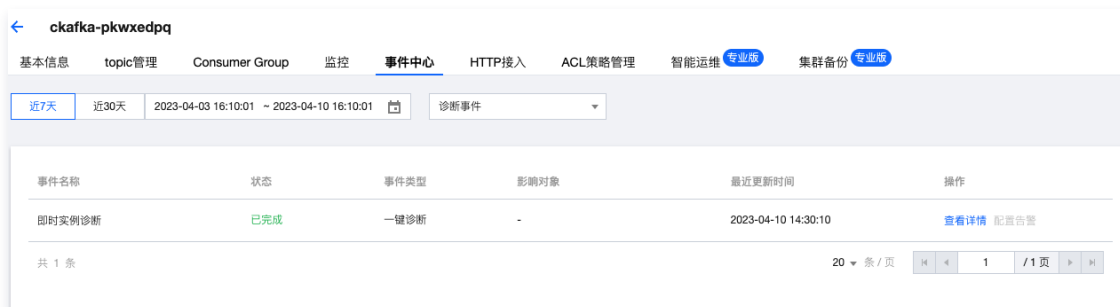 ckafka-pkwxedpq
基本信息 topic管理 Consumer Group 监控 事件中心 HTTP接入 ACL策略管理 智能运维 专业版 集群备份 专业版
近7天 近30天 2023-04-03 16:10:01 ~ 2023-04-10 16:10:01 诊断事件
事件名称 状态 事件类型 影响对象 最近更新时间 操作
即时实例诊断 已完成 一键诊断 - 2023-04-10 14:30:10 查看详情 配置告警
共 1 条 20 条 / 页 1 / 1 页